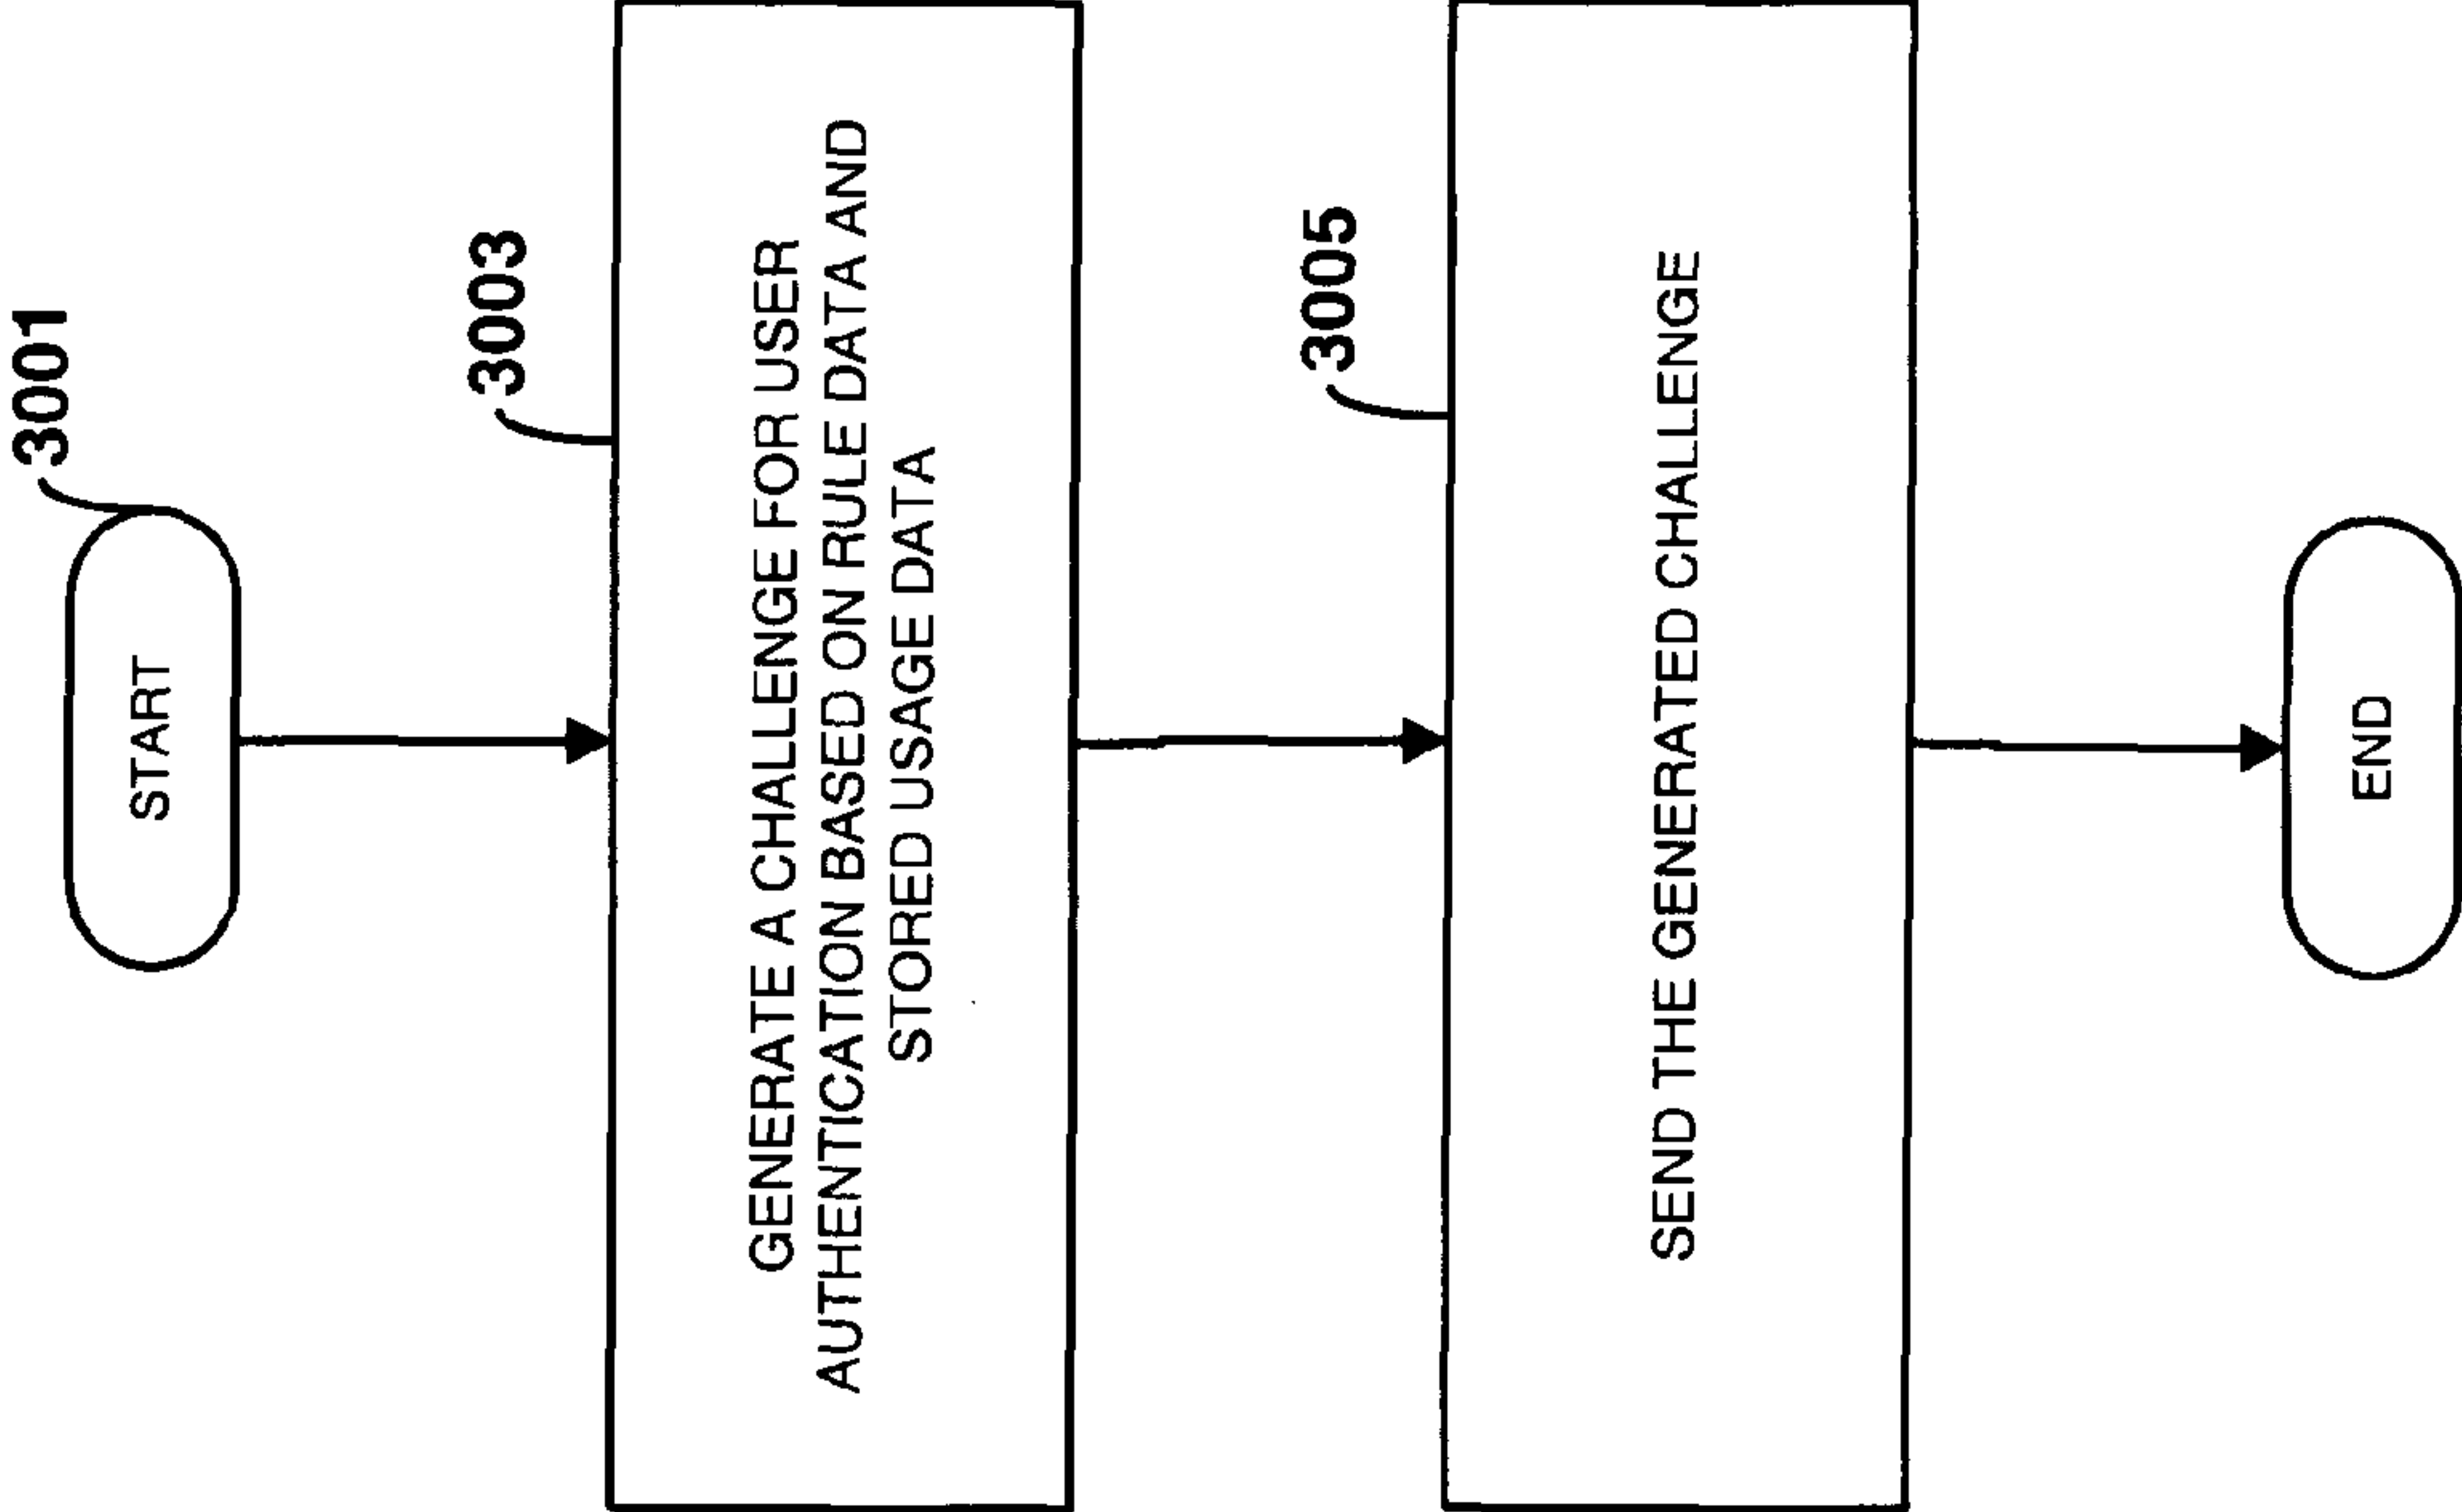 3001
START
3003
GENERATE A CHALLENGE FOR USER
AUTHENTICATION BASED ON RULE DATA AND
STORED USAGE DATA
3005
SEND THE GENERATED CHALLENGE
END